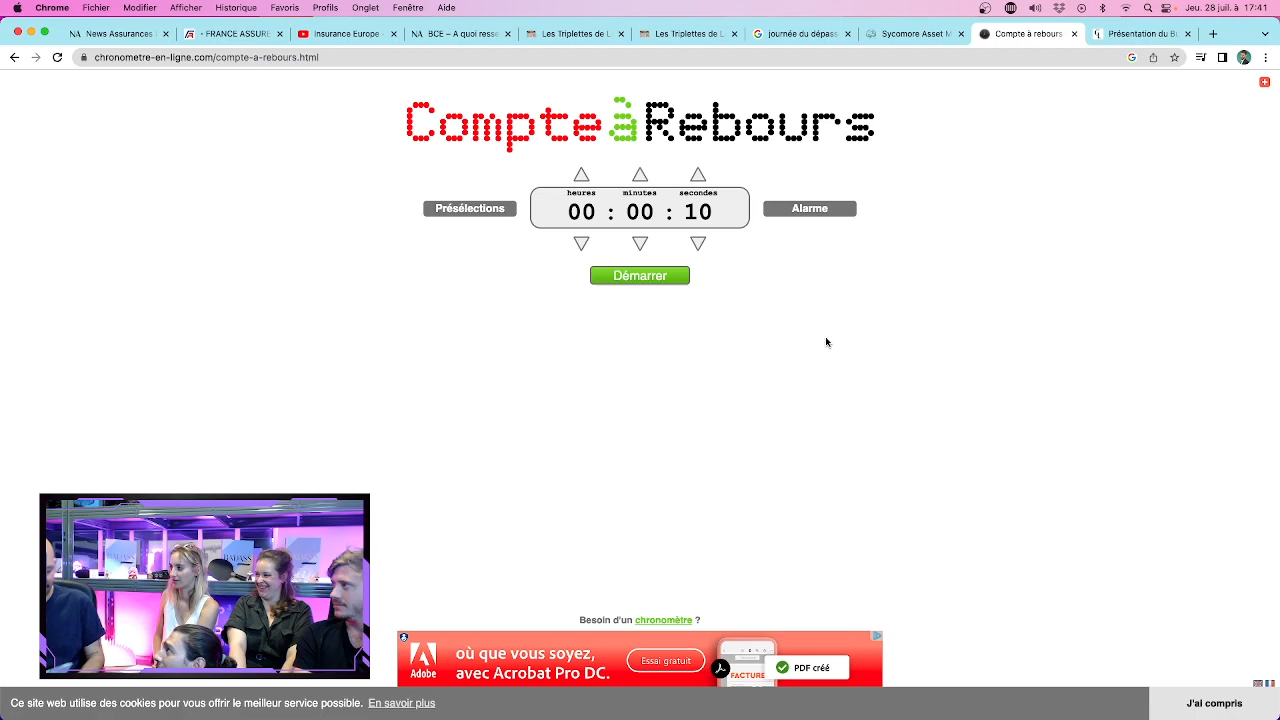 Chrome Fichier Modifier Afficher Historique Favoris Profils Onglet Fenêtre Aide Jeu. 28 juil. à 17:41
News Assurances
- FRANCE ASSURE
Insurance Europe -
BCE – A quoi resse
Les Triplettes de L
Les Triplettes de L
journée du dépass
Sycomore Asset M
Compte à rebours
Présentation du Bu
chronometre-en-ligne.com/compte-a-rebours.html
Compte à Rebours
heures minutes secondes
Présélections
00 : 00 : 10
Alarme
Démarrer
Besoin d'un chronomètre ?
où que vous soyez,
avec Acrobat Pro DC.
Adobe
Essai gratuit
FACTURE
PDF créé
Ce site web utilise des cookies pour vous offrir le meilleur service possible. En savoir plus
J'ai compris